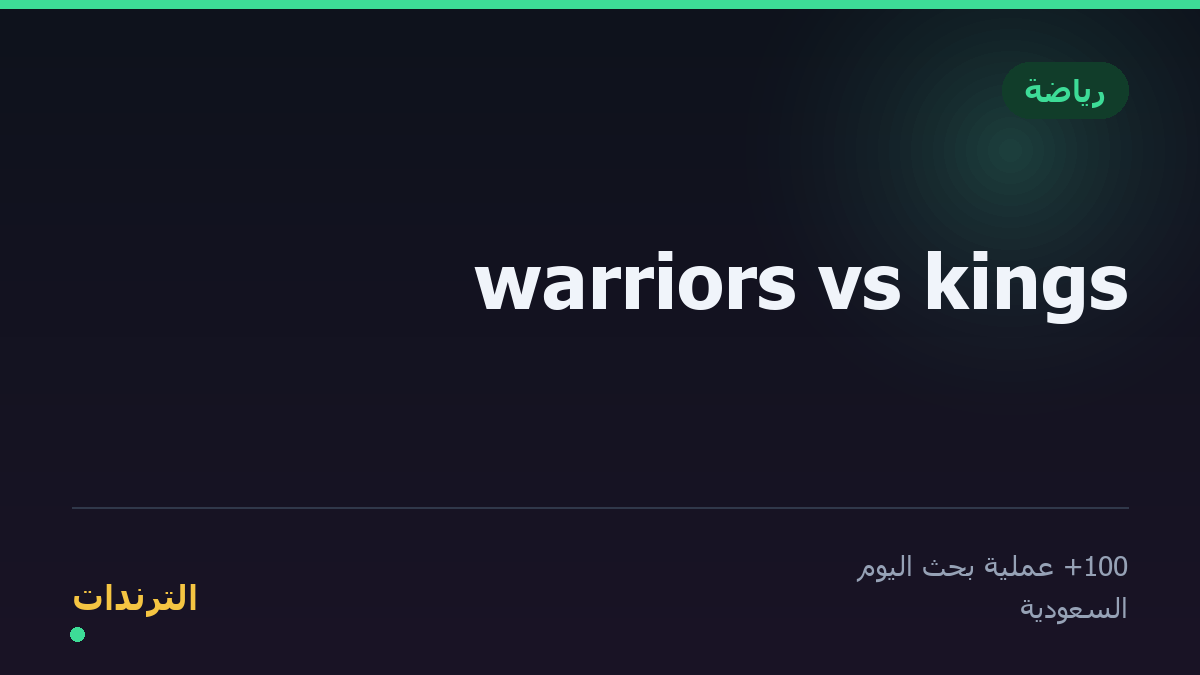 رياضة
warriors vs kings
100+ عملية بحث اليوم
السعودية
الترندات